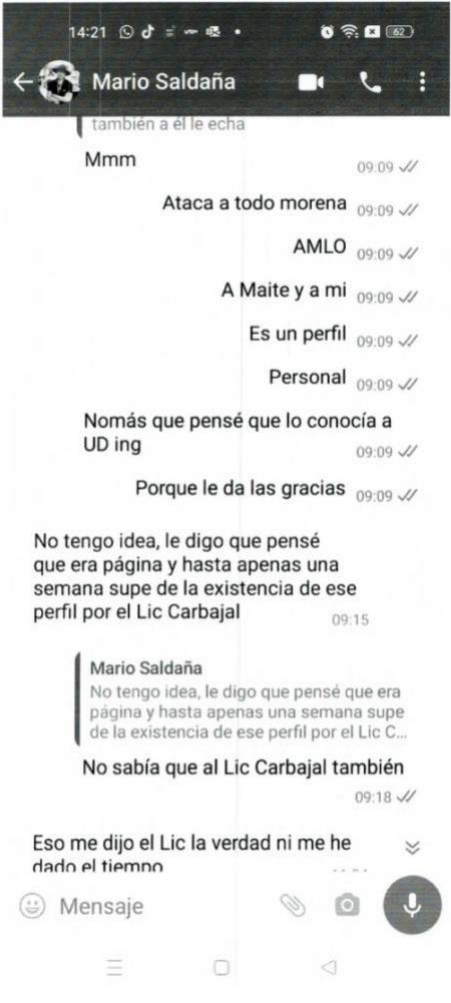 14:21
62
Mario Saldaña
también a él le echa
Mmm
09:09
Ataca a todo morena 09:09
AMLO 09:09
A Maite y a mi 09:09
Es un perfil 09:09
Personal 09:09
Nomás que pensé que lo conocía a
UD ing
09:09
Porque le da las gracias 09:09
No tengo idea, le digo que pensé
que era página y hasta apenas una
semana supe de la existencia de ese
perfil por el Lic Carbajal
09:15
Mario Saldaña
No tengo idea, le digo que pensé que era
página y hasta apenas una semana supe
de la existencia de ese perfil por el Lic C...
No sabía que al Lic Carbajal también
09:18
Eso me dijo el Lic la verdad ni me he
dado el tiempo
Mensaje